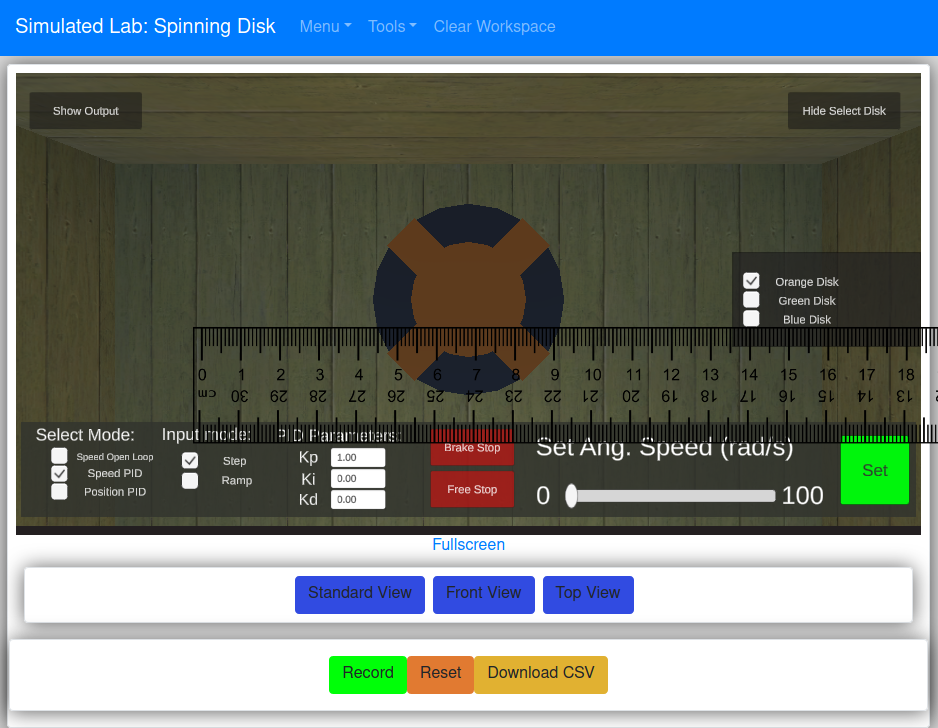 Simulated Lab: Spinning Disk Menu Tools Clear Workspace
Show Output Hide Select Disk
Orange Disk
Green Disk
Blue Disk
0 1 2 3 4 5 6 7 8 9 10 11 12 13 14 15 16 17 18
cm 30 29 28 27 26 25 24 23 22 21 20 19 18 17 16 15 14 13
Select Mode: Input mode: PID Parameters:
Speed Open Loop
Speed PID
Position PID
Step
Ramp
Kp 1.00
Ki 0.00
Kd 0.00
Brake Stop
Free Stop
Set Ang. Speed (rad/s)
0 100
Set
Fullscreen
Standard View Front View Top View
Record Reset Download CSV